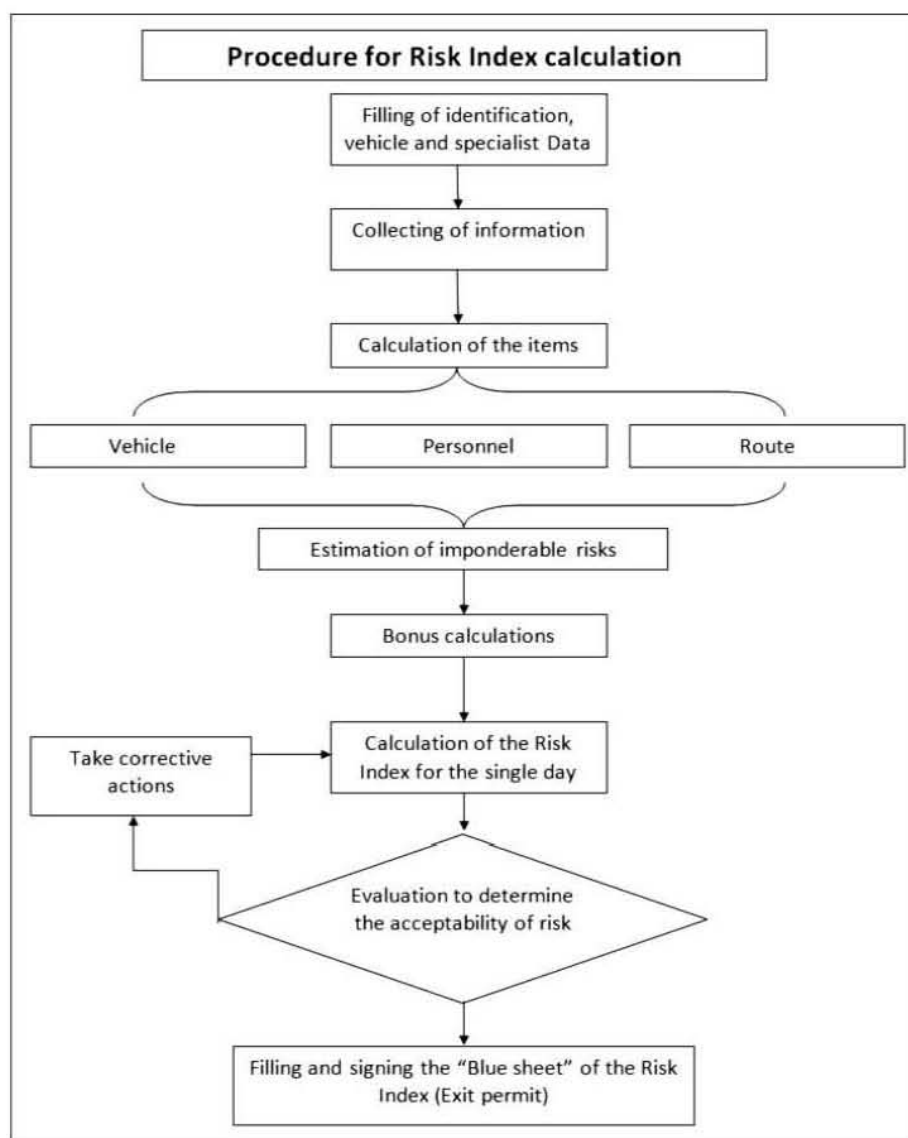 Procedure for Risk Index calculation
Filling of identification,
vehicle and specialist Data
Collecting of information
Calculation of the items
Vehicle
Personnel
Route
Estimation of imponderable risks
Bonus calculations
Take corrective
actions
Calculation of the Risk
Index for the single day
Evaluation to determine
the acceptability of risk
Filling and signing the “Blue sheet” of the Risk
Index (Exit permit)